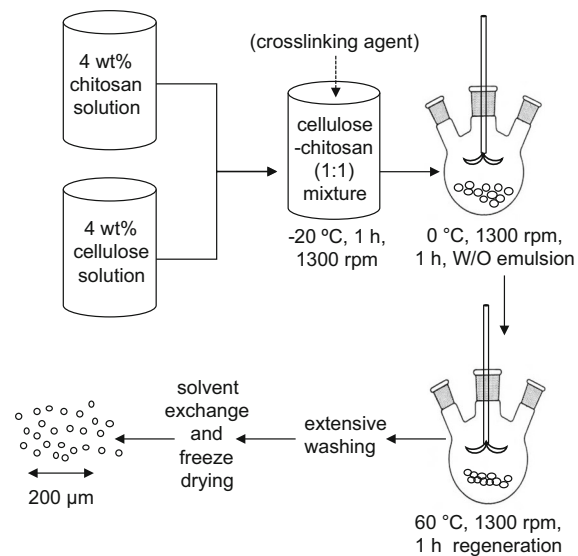 4 wt%
chitosan
solution
4 wt%
cellulose
solution
(crosslinking agent)
cellulose
-chitosan
(1:1)
mixture
-20 ºC, 1 h,
1300 rpm
0 °C, 1300 rpm,
1 h, W/O emulsion
60 °C, 1300 rpm,
1 h regeneration
extensive
washing
solvent
exchange
and
freeze
drying
200 µm